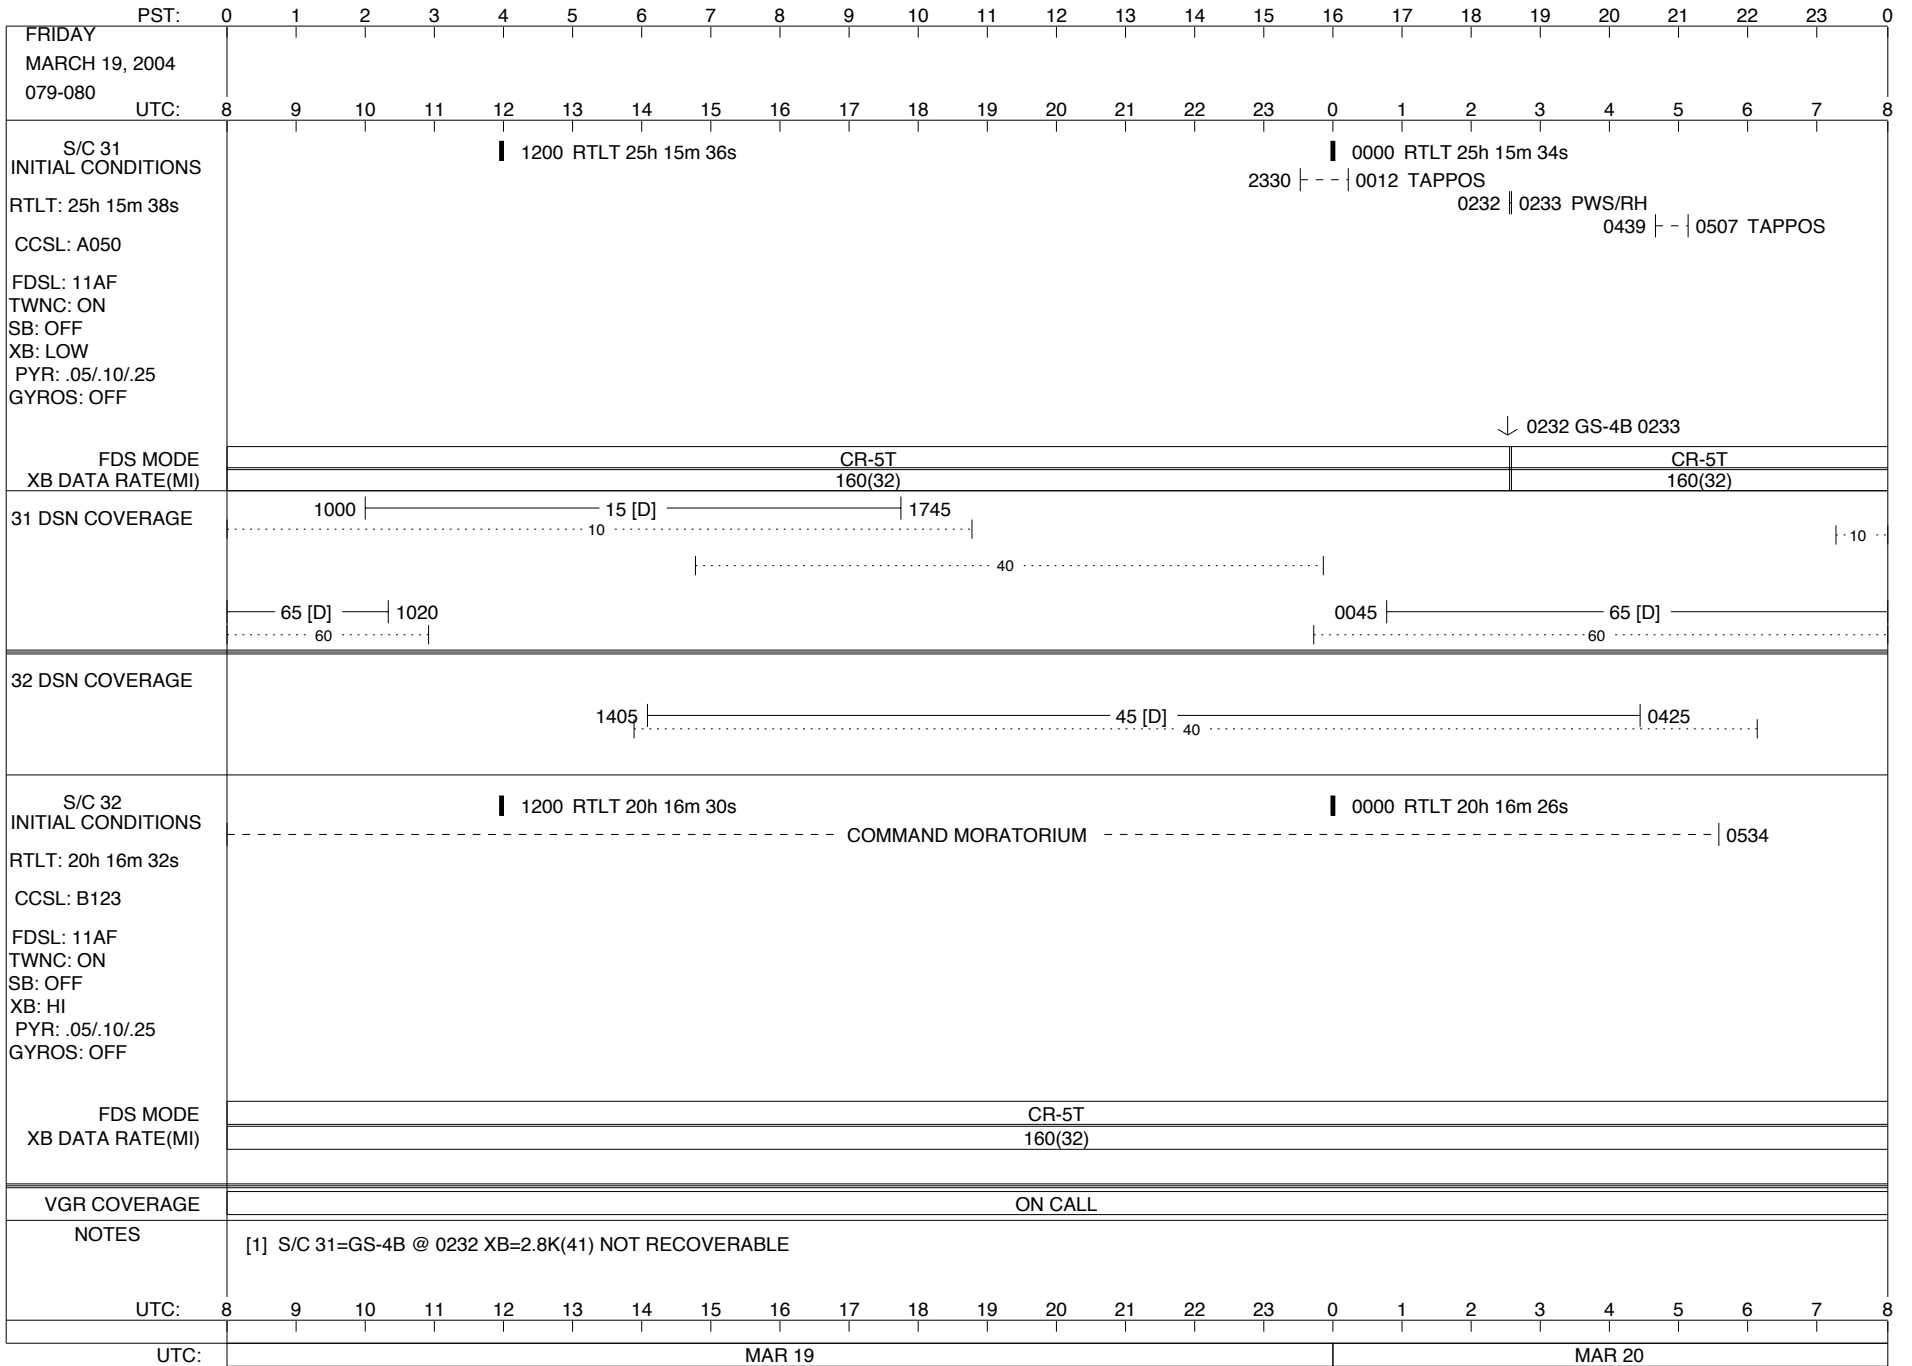 PST: 0 1 2 3 4 5 6 7 8 9 10 11 12 13 14 15 16 17 18 19 20 21 22 23 0
FRIDAY
MARCH 19, 2004
079-080
UTC: 8 9 10 11 12 13 14 15 16 17 18 19 20 21 22 23 0 1 2 3 4 5 6 7 8
S/C 31
INITIAL CONDITIONS
1200 RTLT 25h 15m 36s
0000 RTLT 25h 15m 34s
2330 0012 TAPPOS
RTLT: 25h 15m 38s
0232 0233 PWS/RH
0439 0507 TAPPOS
CCSL: A050
FDSL: 11AF
TWNC: ON
SB: OFF
XB: LOW
PYR: .05/.10/.25
GYROS: OFF
0232 GS-4B 0233
FDS MODE CR-5T CR-5T
XB DATA RATE(MI) 160(32) 160(32)
31 DSN COVERAGE
1000 15 [D] 1745
10 10
40
65 [D] 1020 0045 65 [D]
60 60
32 DSN COVERAGE
1405 45 [D] 0425
40
S/C 32
INITIAL CONDITIONS
1200 RTLT 20h 16m 30s
0000 RTLT 20h 16m 26s
COMMAND MORATORIUM 0534
RTLT: 20h 16m 32s
CCSL: B123
FDSL: 11AF
TWNC: ON
SB: OFF
XB: HI
PYR: .05/.10/.25
GYROS: OFF
FDS MODE CR-5T
XB DATA RATE(MI) 160(32)
VGR COVERAGE ON CALL
NOTES
[1] S/C 31=GS-4B @ 0232 XB=2.8K(41) NOT RECOVERABLE
UTC: 8 9 10 11 12 13 14 15 16 17 18 19 20 21 22 23 0 1 2 3 4 5 6 7 8
UTC: MAR 19 MAR 20